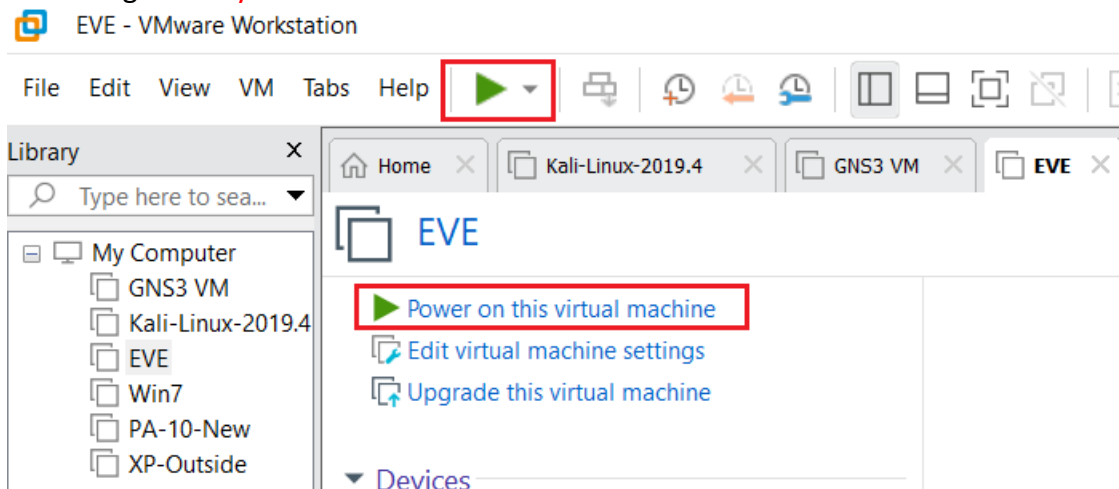 EVE - VMware Workstation
File Edit View VM Tabs Help
Library X
Type here to sea...
Home Kali-Linux-2019.4 GNS3 VM EVE
EVE
My Computer
GNS3 VM
Kali-Linux-2019.4
EVE
Win7
PA-10-New
XP-Outside
Power on this virtual machine
Edit virtual machine settings
Upgrade this virtual machine
Devices